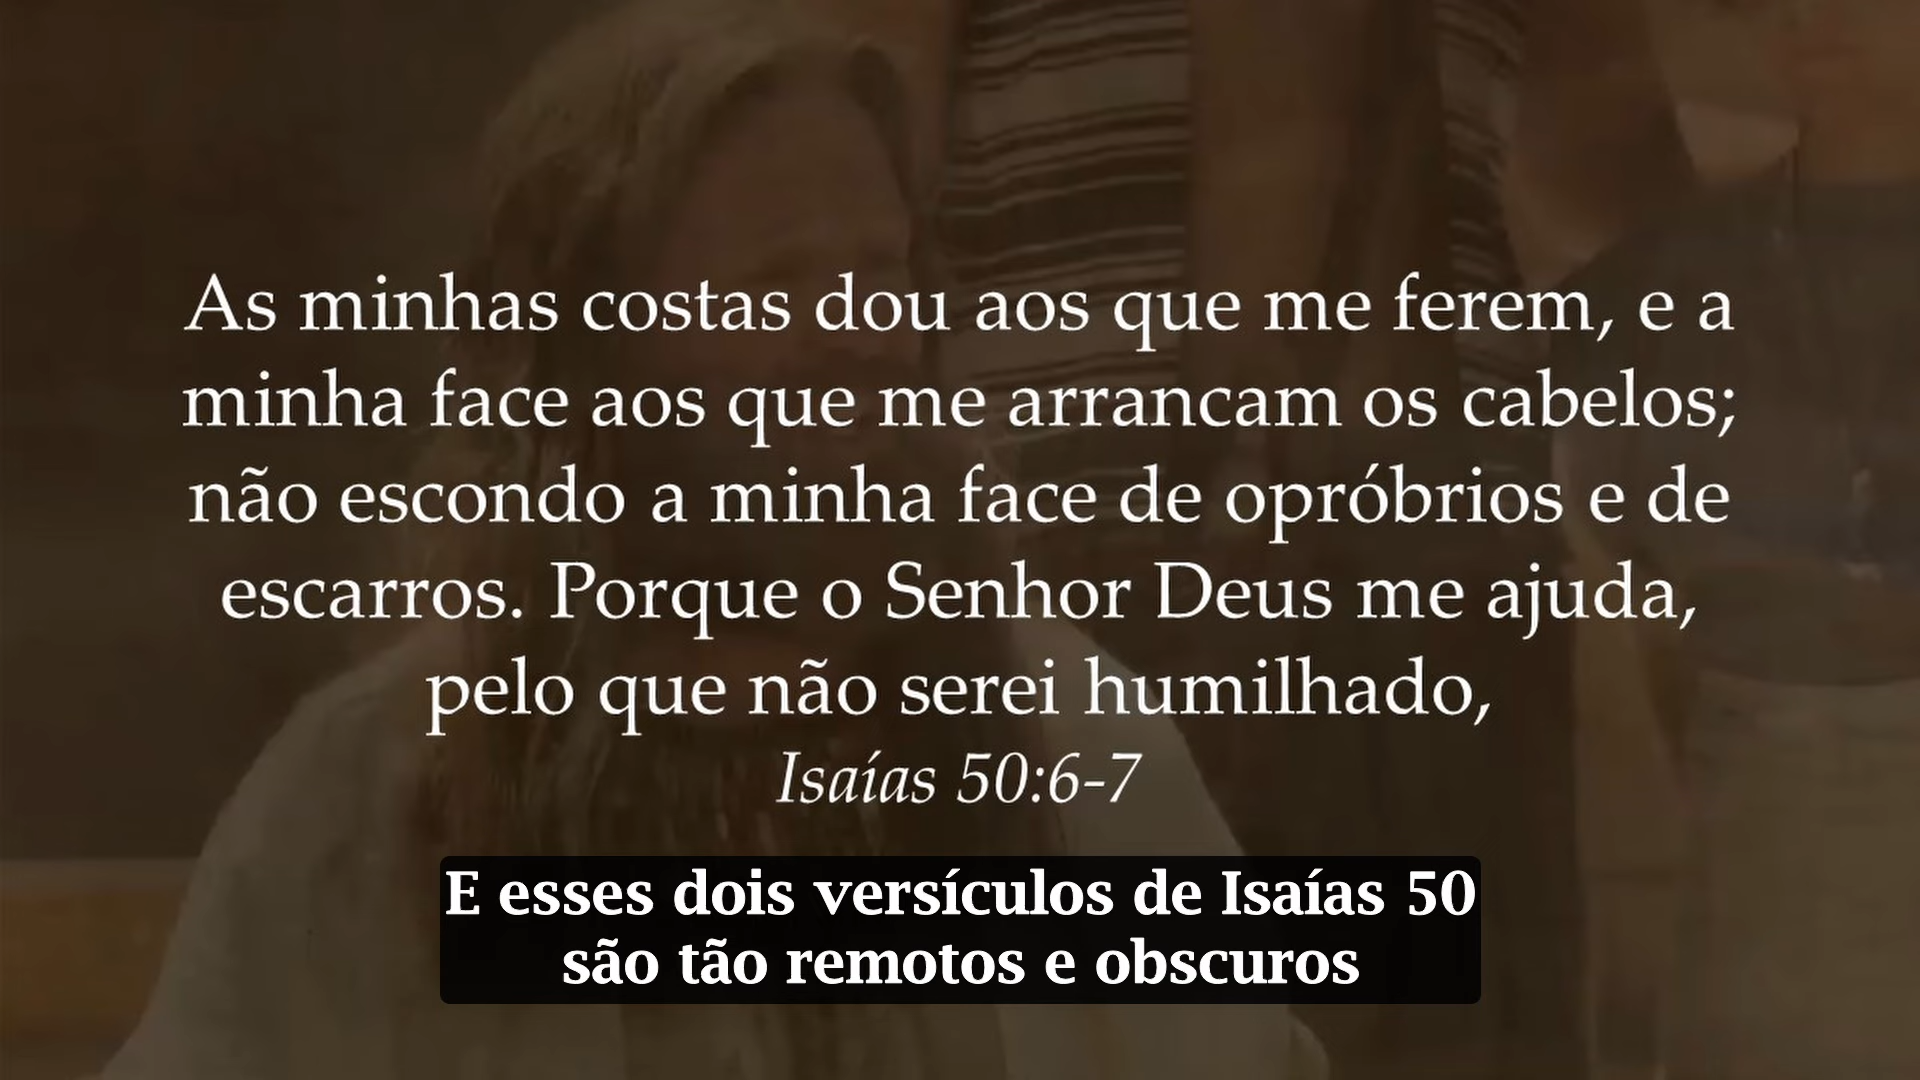 As minhas costas dou aos que me ferem, e a
minha face aos que me arrancam os cabelos;
não escondo a minha face de opróbrios e de
escarros. Porque o Senhor Deus me ajuda,
pelo que não serei humilhado,
Isaías 50:6-7
E esses dois versículos de Isaías 50
são tão remotos e obscuros